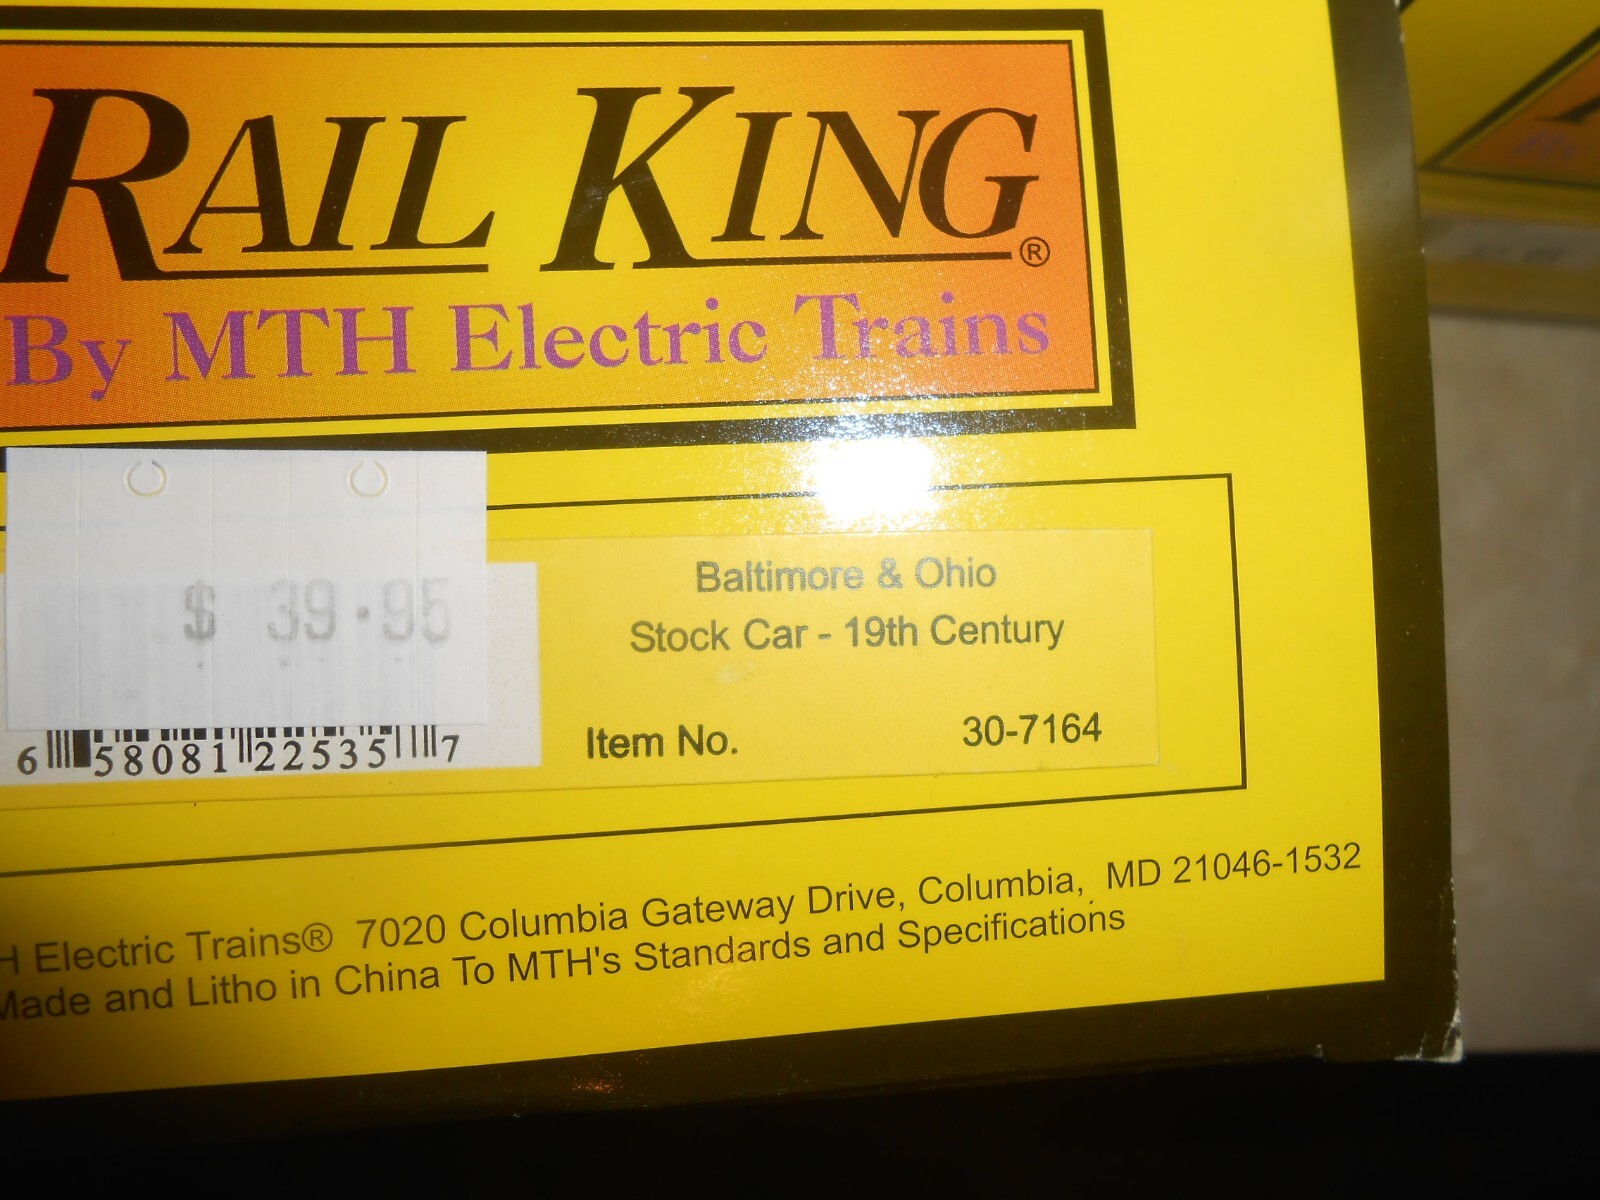 RAIL KING®
By MTH Electric Trains
$ 39.95
Baltimore & Ohio
Stock Car - 19th Century
Item No. 30-7164
6 58081 22535 7
H Electric Trains® 7020 Columbia Gateway Drive, Columbia, MD 21046-1532
Made and Litho in China To MTH's Standards and Specifications